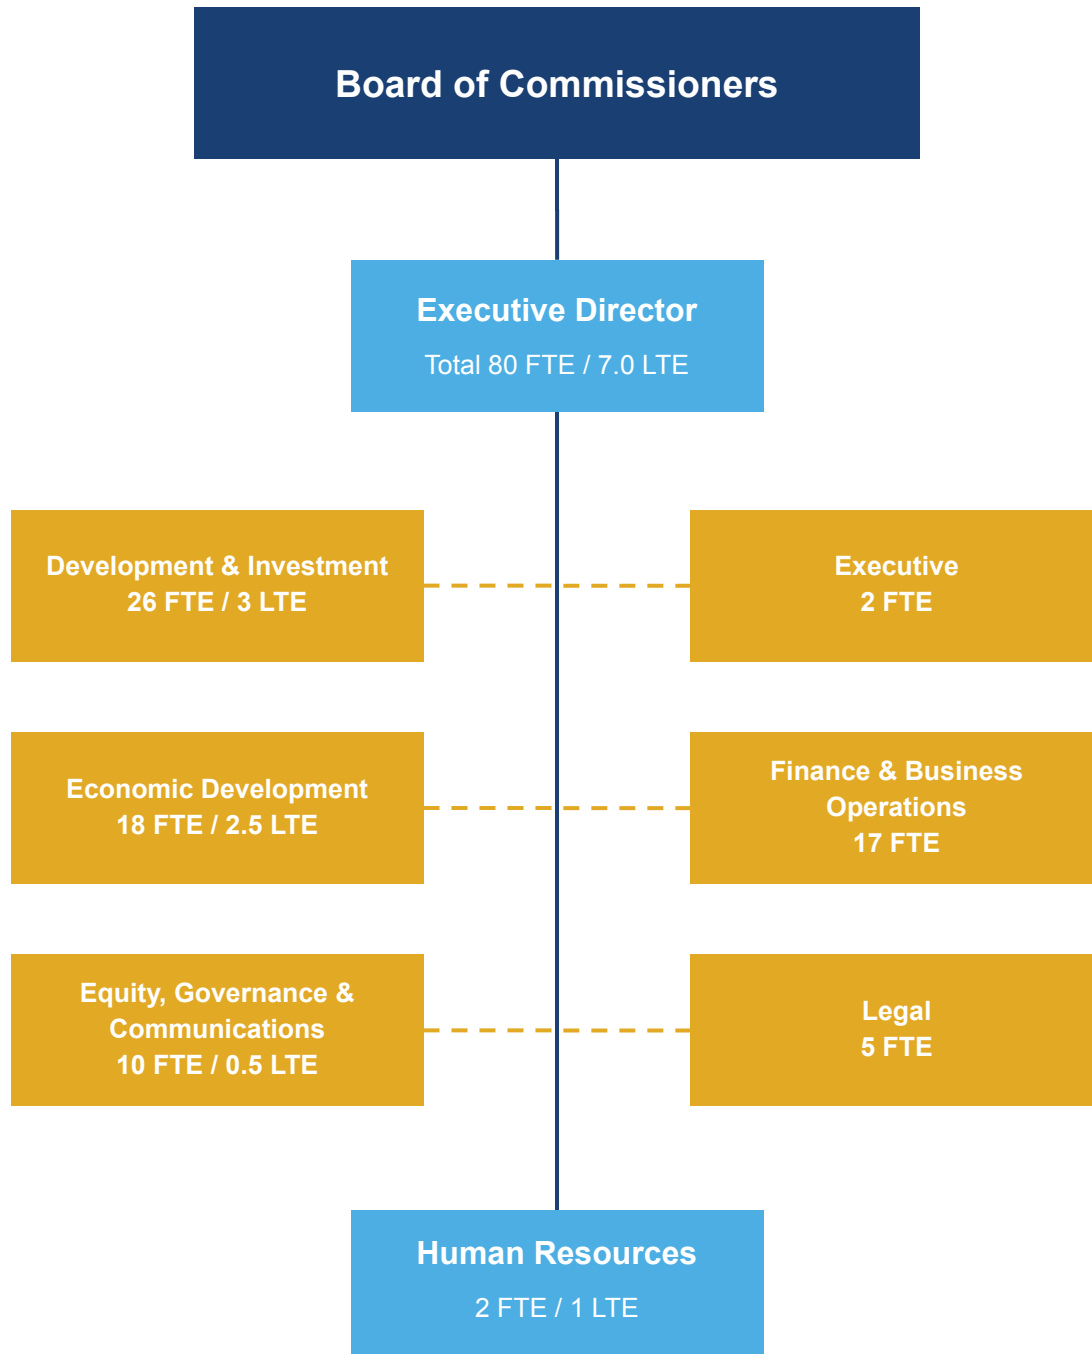 Board of Commissioners
Executive Director
Total 80 FTE / 7.0 LTE
Development & Investment
26 FTE / 3 LTE
Executive
2 FTE
Economic Development
18 FTE / 2.5 LTE
Finance & Business
Operations
17 FTE
Equity, Governance &
Communications
10 FTE / 0.5 LTE
Legal
5 FTE
Human Resources
2 FTE / 1 LTE